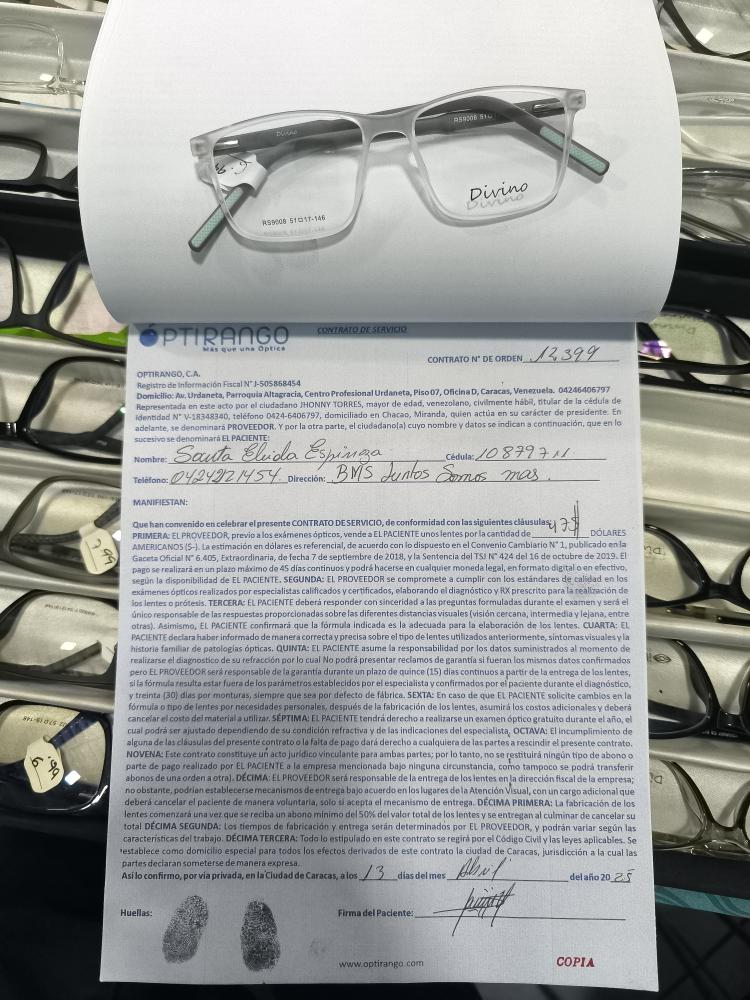 Divino
RS9008 51
Divino
RS9008 51□17-146
OPTIRANGO
Más que una Optica
CONTRATO DE SERVICIO
CONTRATO N° DE ORDEN 12,399
OPTIRANGO, C.A.
Registro de Información Fiscal N° J-505868454
Domicilio: Av. Urdaneta, Parroquia Altagracia, Centro Profesional Urdaneta, Piso 07, Oficina D, Caracas, Venezuela. 04246406797
Representada en este acto por el ciudadano JHONNY TORRES, mayor de edad, venezolano, civilmente hábil, titular de la cédula de
identidad N° V-18348340, teléfono 0424-6406797, domiciliado en Chacao, Miranda, quien actúa en su carácter de presidente. En
adelante, se denominará PROVEEDOR. Y por la otra parte, el ciudadano(a) cuyo nombre y datos se indican a continuación, que en lo
sucesivo se denominará EL PACIENTE:
Nombre: Santa Elvida Espinoza Cédula: 10879711
Teléfono: 04242221454 Dirección: BMS Juntos Somos mas.
MANIFIESTAN:
Que han convenido en celebrar el presente CONTRATO DE SERVICIO, de conformidad con las siguientes cláusulas:
PRIMERA: EL PROVEEDOR, previo a los exámenes ópticos, vende a EL PACIENTE unos lentes por la cantidad de 47$ DÓLARES
AMERICANOS ($-). La estimación en dólares es referencial, de acuerdo con lo dispuesto en el Convenio Cambiario N° 1, publicado en la
Gaceta Oficial N° 6.405, Extraordinaria, de fecha 7 de septiembre de 2018, y la Sentencia del TSJ N° 424 del 16 de octubre de 2019. El
pago se realizará en un plazo máximo de 45 días continuos y podrá hacerse en cualquier moneda legal, en formato digital o en efectivo,
según la disponibilidad de EL PACIENTE. SEGUNDA: EL PROVEEDOR se compromete a cumplir con los estándares de calidad en los
exámenes ópticos realizados por especialistas calificados y certificados, elaborando el diagnóstico y RX prescrito para la realización de
los lentes o prótesis. TERCERA: EL PACIENTE deberá responder con sinceridad a las preguntas formuladas durante el examen y será el
único responsable de las respuestas proporcionadas sobre las diferentes distancias visuales (visión cercana, intermedia y lejana, entre
otras). Asimismo, EL PACIENTE confirmará que la fórmula indicada es la adecuada para la elaboración de los lentes. CUARTA: EL
PACIENTE declara haber informado de manera correcta y precisa sobre el tipo de lentes utilizados anteriormente, síntomas visuales y la
historia familiar de patologías ópticas. QUINTA: EL PACIENTE asume la responsabilidad por los datos suministrados al momento de
realizarse el diagnostico de su refracción por lo cual No podrá presentar reclamos de garantía si fueran los mismos datos confirmados
pero EL PROVEEDOR será responsable de la garantía durante un plazo de quince (15) días continuos a partir de la entrega de los lentes,
si la fórmula resulta estar fuera de los parámetros establecidos por el especialista y confirmados por el paciente durante el diagnóstico,
y treinta (30) días por monturas, siempre que sea por defecto de fábrica. SEXTA: En caso de que EL PACIENTE solicite cambios en la
fórmula o tipo de lentes por necesidades personales, después de la fabricación de los lentes, asumirá los costos adicionales y deberá
cancelar el costo del material a utilizar. SÉPTIMA: EL PACIENTE tendrá derecho a realizarse un examen óptico gratuito durante el año, el
cual podrá ser ajustado dependiendo de su condición refractiva y de las indicaciones del especialista. OCTAVA: El incumplimiento de
alguna de las cláusulas del presente contrato o la falta de pago dará derecho a cualquiera de las partes a rescindir el presente contrato.
NOVENA: Este contrato constituye un acto jurídico vinculante para ambas partes; por lo tanto, no se restituirá ningún tipo de abono o
parte de pago realizado por EL PACIENTE a la empresa mencionada bajo ninguna circunstancia, como tampoco se podrá transferir
abonos de una orden a otra). DÉCIMA: EL PROVEEDOR será responsable de la entrega de los lentes en la dirección fiscal de la empresa;
no obstante, podrían establecerse mecanismos de entrega bajo acuerdo en los lugares de la Atención Visual, con un cargo adicional que
deberá cancelar el paciente de manera voluntaria, solo si acepta el mecanismo de entrega. DÉCIMA PRIMERA: La fabricación de los
lentes comenzará una vez que se reciba un abono mínimo del 50% del valor total de los lentes y se entregan al culminar de cancelar su
total DÉCIMA SEGUNDA: Los tiempos de fabricación y entrega serán determinados por EL PROVEEDOR, y podrán variar según las
características del trabajo. DÉCIMA TERCERA: Todo lo estipulado en este contrato se regirá por el Código Civil y las leyes aplicables. Se
establece como domicilio especial para todos los efectos derivados de este contrato la ciudad de Caracas, jurisdicción a la cual las
partes declaran someterse de manera expresa.
Así lo confirmo, por vía privada, en la Ciudad de Caracas, a los 13 días del mes Abril del año 2025
Huellas:
Firma del Paciente:
www.optirango.com
COPIA